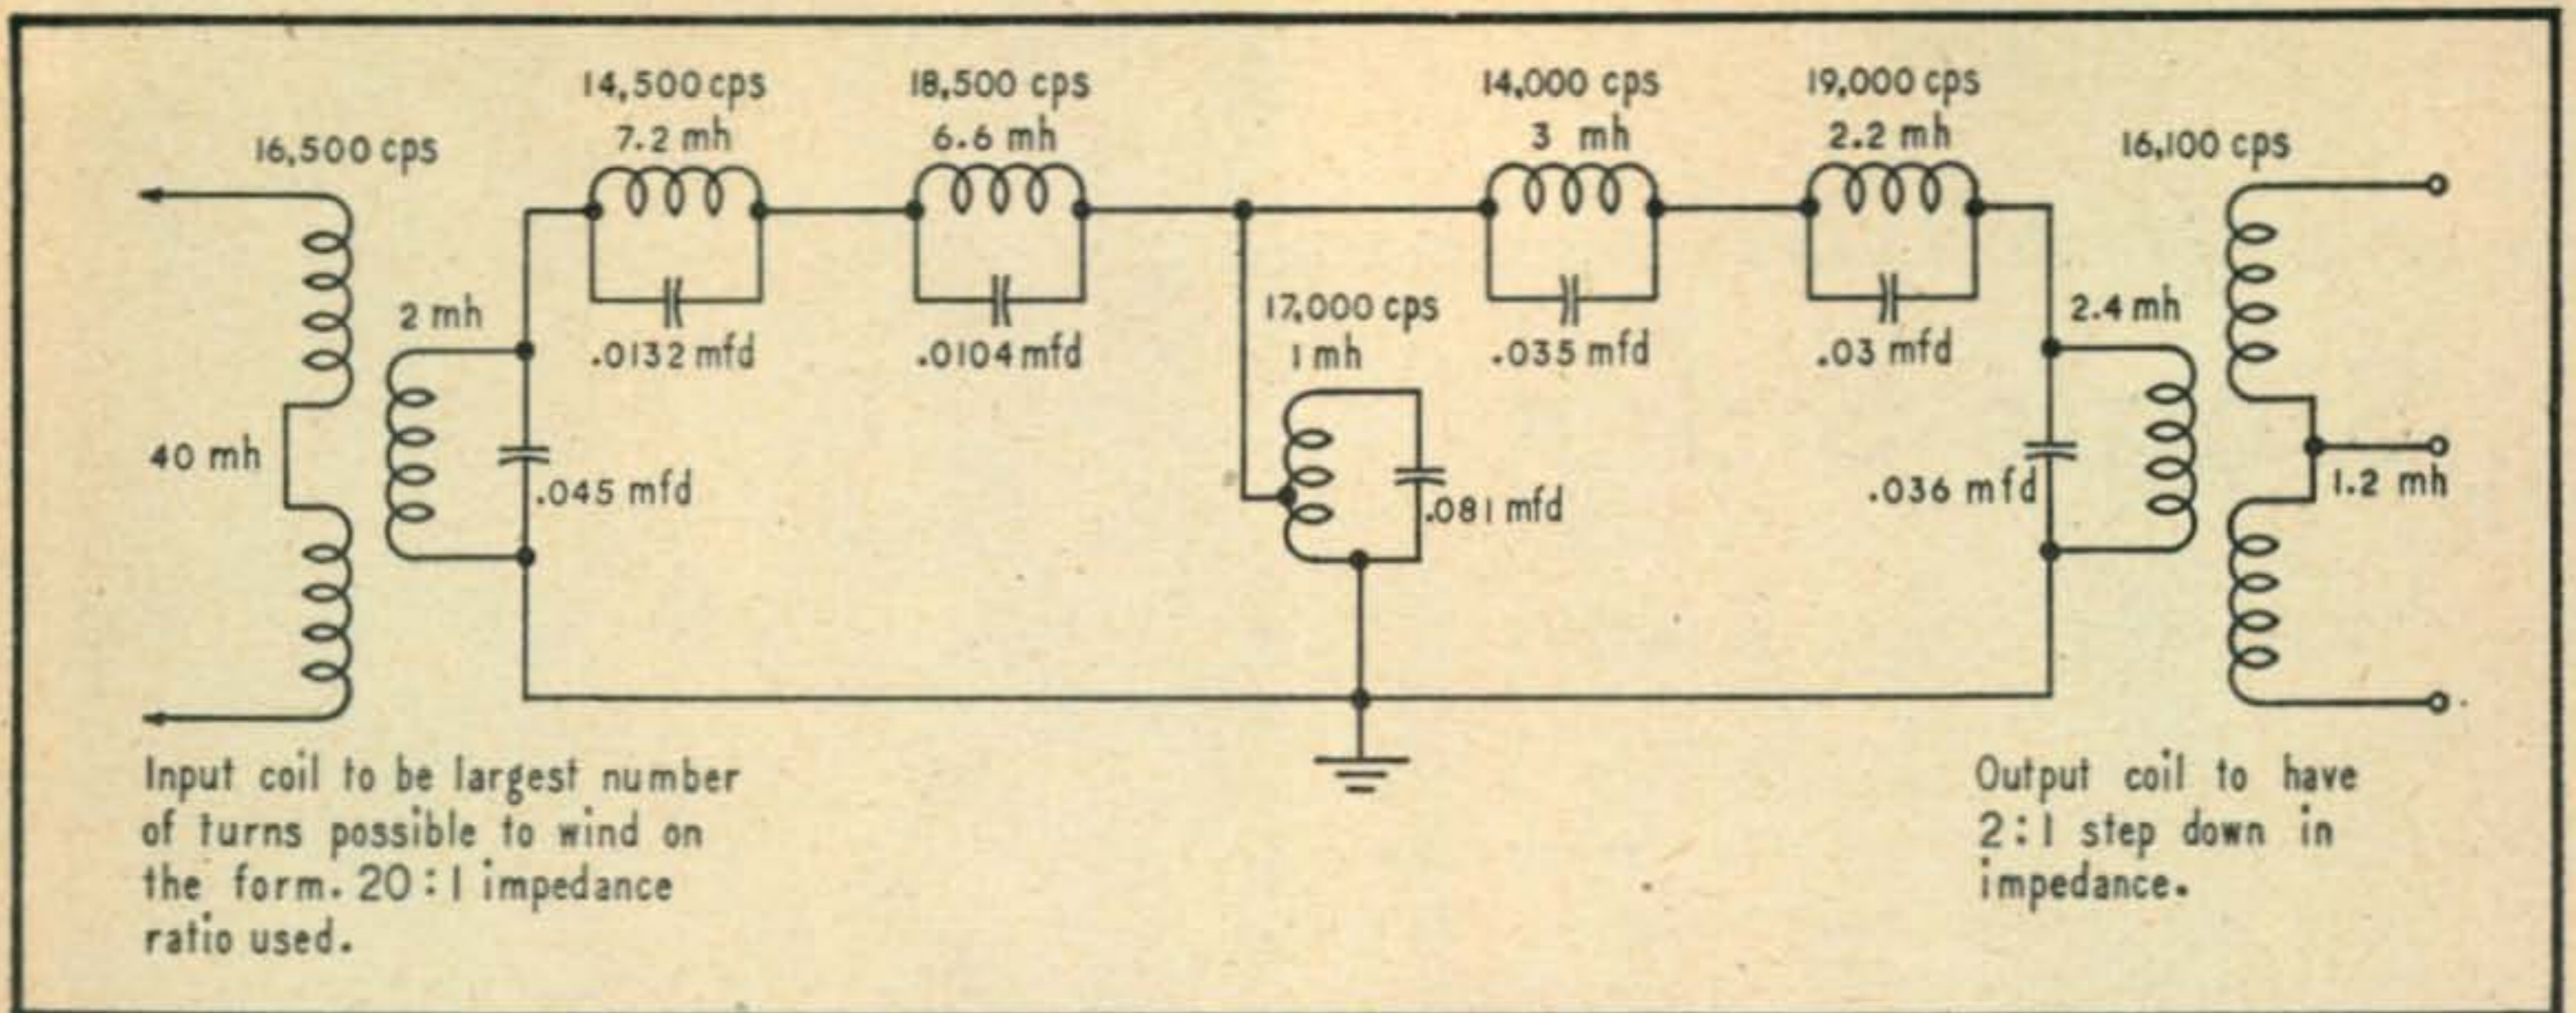 16,500 cps
40 mh
2 mh
.045 mfd
14,500 cps
7.2 mh
.0132 mfd
18,500 cps
6.6 mh
.0104 mfd
17,000 cps
1 mh
.081 mfd
14,000 cps
3 mh
.035 mfd
19,000 cps
2.2 mh
.03 mfd
2.4 mh
.036 mfd
16,100 cps
1.2 mh
Input coil to be largest number
of turns possible to wind on
the form. 20:1 impedance
ratio used.
Output coil to have
2:1 step down in
impedance.